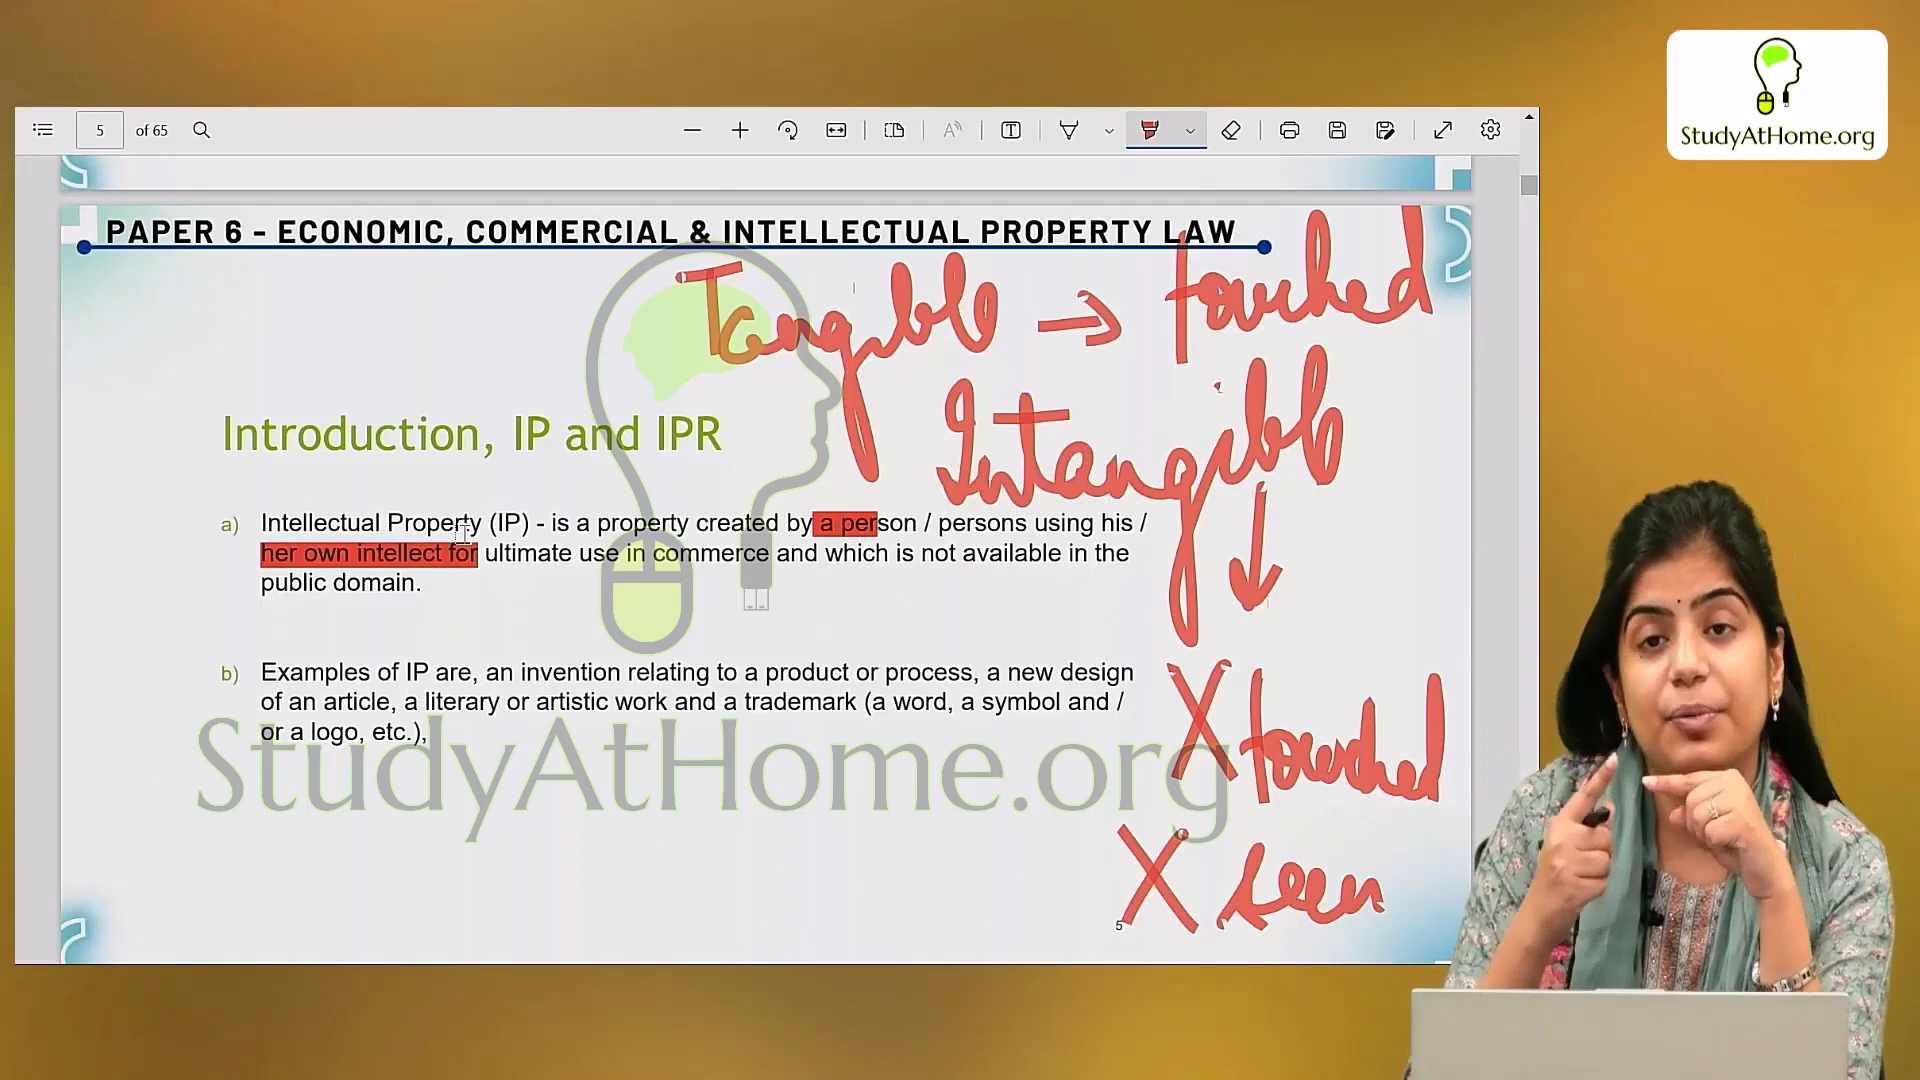 StudyAtHome.org
5 of 65
PAPER 6 - ECONOMIC, COMMERCIAL & INTELLECTUAL PROPERTY LAW
Tangible → touched
Intangible
Introduction, IP and IPR
a) Intellectual Property (IP) - is a property created by a person / persons using his /
her own intellect for ultimate use in commerce and which is not available in the
public domain.
b) Examples of IP are, an invention relating to a product or process, a new design
of an article, a literary or artistic work and a trademark (a word, a symbol and /
or a logo, etc.),
X touched
StudyAtHome.org
X seen
5